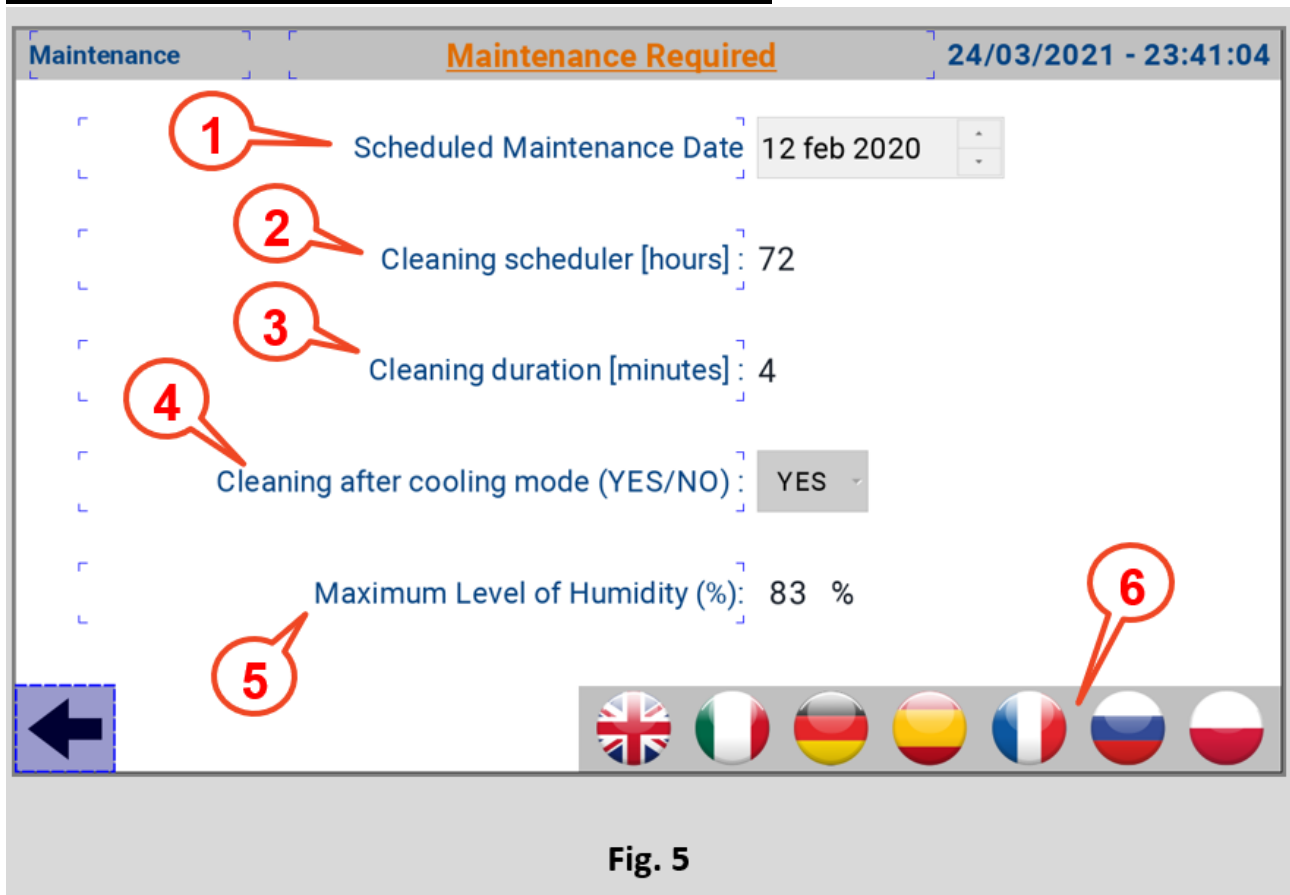 Maintenance Maintenance Required 24/03/2021 - 23:41:04
1 Scheduled Maintenance Date 12 feb 2020
2 Cleaning scheduler [hours] : 72
3 Cleaning duration [minutes] : 4
4 Cleaning after cooling mode (YES/NO) : YES
5 Maximum Level of Humidity (%): 83 %
6
Fig. 5